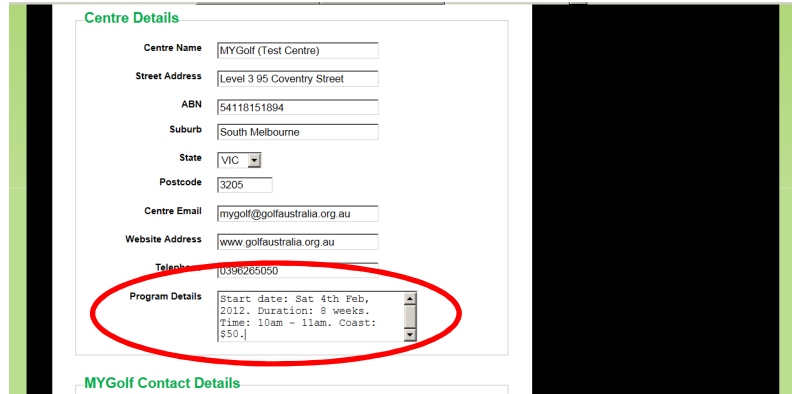 Centre Details
Centre Name MYGolf (Test Centre)
Street Address Level 3 95 Coventry Street
ABN 54118151894
Suburb South Melbourne
State VIC
Postcode 3205
Centre Email mygolf@golfaustralia.org.au
Website Address www.golfaustralia.org.au
Telephone 0396265050
Program Details Start date: Sat 4th Feb,
2012. Duration: 8 weeks.
Time: 10am - 11am. Coast:
$50.
MYGolf Contact Details